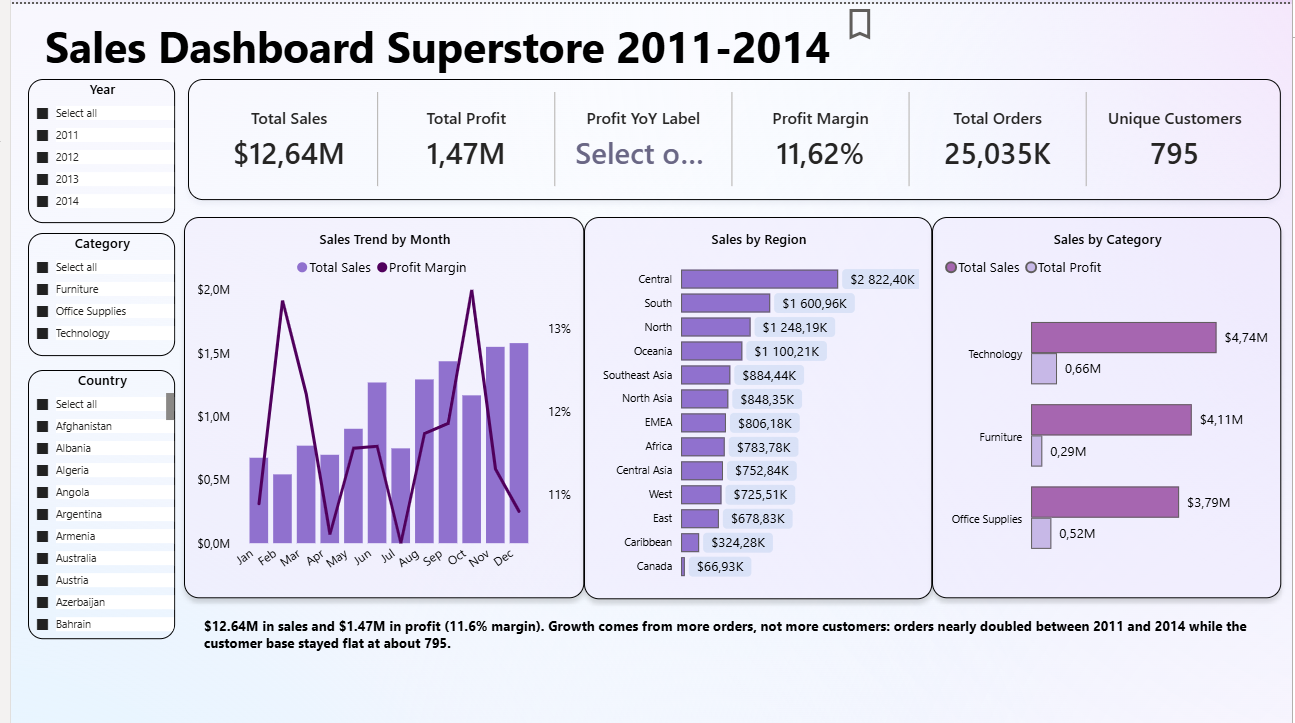 Sales Dashboard Superstore 2011-2014
Year
Select all
2011
2012
2013
2014
Category
Select all
Furniture
Office Supplies
Technology
Country
Select all
Afghanistan
Albania
Algeria
Angola
Argentina
Armenia
Australia
Austria
Azerbaijan
Bahrain
Total Sales
$12,64M
Total Profit
1,47M
Profit YoY Label
Select o...
Profit Margin
11,62%
Total Orders
25,035K
Unique Customers
795
Sales Trend by Month
Total Sales Profit Margin
$2,0M
$1,5M
$1,0M
$0,5M
$0,0M
13%
12%
11%
Jan Feb Mar Apr May Jun Jul Aug Sep Oct Nov Dec
Sales by Region
Central $2 822,40K
South $1 600,96K
North $1 248,19K
Oceania $1 100,21K
Southeast Asia $884,44K
North Asia $848,35K
EMEA $806,18K
Africa $783,78K
Central Asia $752,84K
West $725,51K
East $678,83K
Caribbean $324,28K
Canada $66,93K
Sales by Category
Total Sales Total Profit
Technology $4,74M
0,66M
Furniture $4,11M
0,29M
Office Supplies $3,79M
0,52M
$12.64M in sales and $1.47M in profit (11.6% margin). Growth comes from more orders, not more customers: orders nearly doubled between 2011 and 2014 while the
customer base stayed flat at about 795.